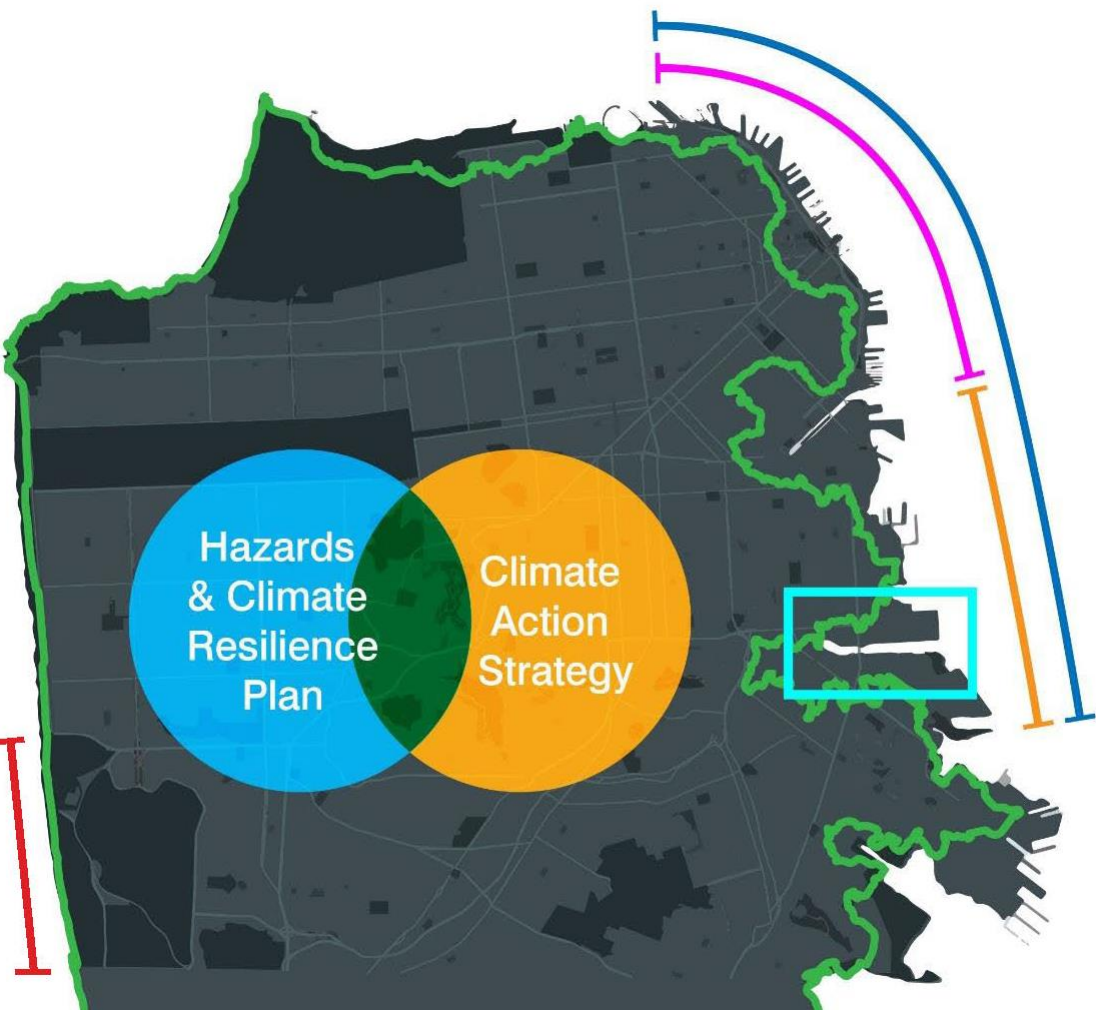 Hazards
& Climate
Resilience
Plan
Climate
Action
Strategy